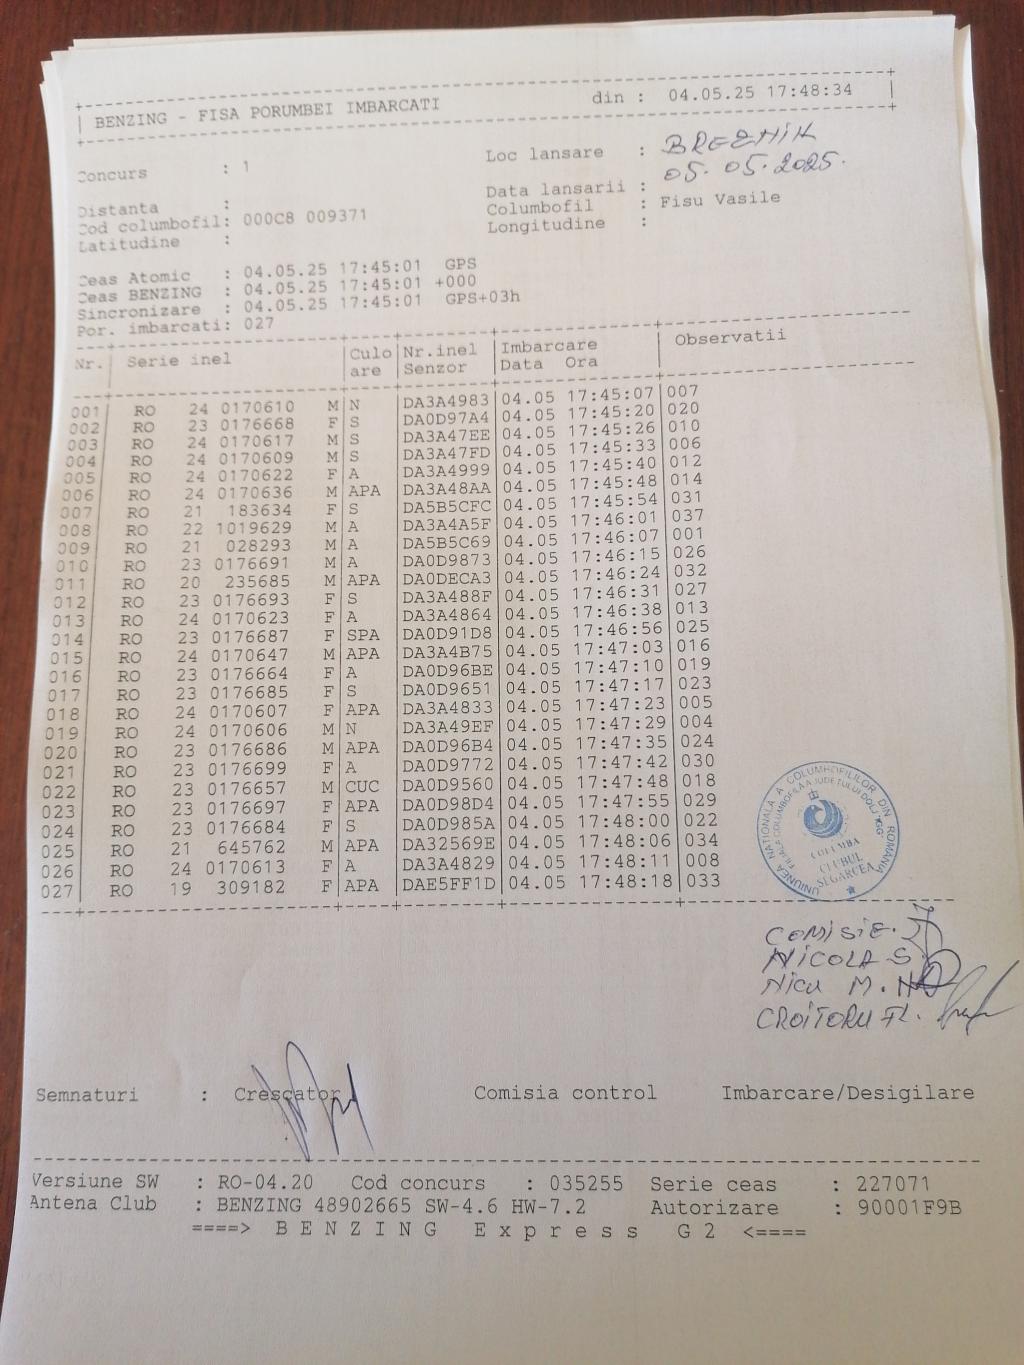 BENZING - FISA PORUMBEI IMBARCATI din : 04.05.25 17:48:34
Concurs : 1 Loc lansare : BREZNIK
Data lansarii : 05.05.2025.
Distanta : Columbofil : Fisu Vasile
Cod columbofil: 000C8 009371 Longitudine :
Latitudine :
Ceas Atomic : 04.05.25 17:45:01 GPS
Ceas BENZING : 04.05.25 17:45:01 +000
Sincronizare : 04.05.25 17:45:01 GPS+03h
Por. imbarcati: 027
Nr. Serie inel Culo Nr.inel Imbarcare Observatii
are Senzor Data Ora
001 RO 24 0170610 M N DA3A4983 04.05 17:45:07 007
002 RO 23 0176668 F S DA0D97A4 04.05 17:45:20 020
003 RO 24 0170617 M S DA3A47EE 04.05 17:45:26 010
004 RO 24 0170609 M S DA3A47FD 04.05 17:45:33 006
005 RO 24 0170622 F A DA3A4999 04.05 17:45:40 012
006 RO 24 0170636 M APA DA3A48AA 04.05 17:45:48 014
007 RO 21 183634 F S DA5B5CFC 04.05 17:45:54 031
008 RO 22 1019629 M A DA3A4A5F 04.05 17:46:01 037
009 RO 21 028293 M A DA5B5C69 04.05 17:46:07 001
010 RO 23 0176691 M A DA0D9873 04.05 17:46:15 026
011 RO 20 235685 M APA DA0DECA3 04.05 17:46:24 032
012 RO 23 0176693 F S DA3A488F 04.05 17:46:31 027
013 RO 24 0170623 F A DA3A4864 04.05 17:46:38 013
014 RO 23 0176687 F SPA DA0D91D8 04.05 17:46:56 025
015 RO 24 0170647 M APA DA3A4B75 04.05 17:47:03 016
016 RO 23 0176664 F A DA0D96BE 04.05 17:47:10 019
017 RO 23 0176685 F S DA0D9651 04.05 17:47:17 023
018 RO 24 0170607 F APA DA3A4833 04.05 17:47:23 005
019 RO 24 0170606 M N DA3A49EF 04.05 17:47:29 004
020 RO 23 0176686 M APA DA0D96B4 04.05 17:47:35 024
021 RO 23 0176699 F A DA0D9772 04.05 17:47:42 030
022 RO 23 0176657 M CUC DA0D9560 04.05 17:47:48 018
023 RO 23 0176697 F APA DA0D98D4 04.05 17:47:55 029
024 RO 23 0176684 F S DA0D985A 04.05 17:48:00 022
025 RO 21 645762 M APA DA32569E 04.05 17:48:06 034
026 RO 24 0170613 F A DA3A4829 04.05 17:48:11 008
027 RO 19 309182 F APA DAE5FF1D 04.05 17:48:18 033
UNIUNEA NATIONALA A COLUMBOFILILOR DIN ROMANIA
FILIALA COLUMBOFILA A JUDETULUI DOLJ
COLUMBA
CLUBUL
SEGARCEA
COMISIE.
NICOLA S
NICU M.
CROITORU FL.
Semnaturi : Crescator Comisia control Imbarcare/Desigilare
Versiune SW : RO-04.20 Cod concurs : 035255 Serie ceas : 227071
Antena Club : BENZING 48902665 SW-4.6 HW-7.2 Autorizare : 90001F9B
====> B E N Z I N G E x p r e s s G 2 <====